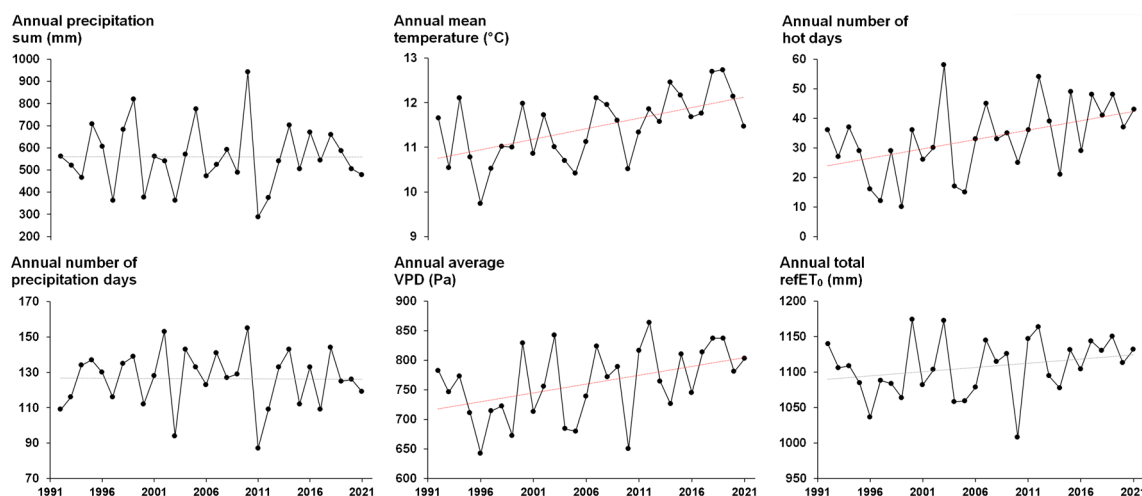 Annual precipitation
sum (mm)
1000
900
800
700
600
500
400
300
200
Annual mean
temperature (°C)
13
12
11
10
9
Annual number of
hot days
60
50
40
30
20
10
0
Annual number of
precipitation days
170
150
130
110
90
70
1991 1996 2001 2006 2011 2016 2021
Annual average
VPD (Pa)
900
850
800
750
700
650
600
1991 1996 2001 2006 2011 2016 2021
Annual total
refET₀ (mm)
1200
1150
1100
1050
1000
950
1991 1996 2001 2006 2011 2016 2021